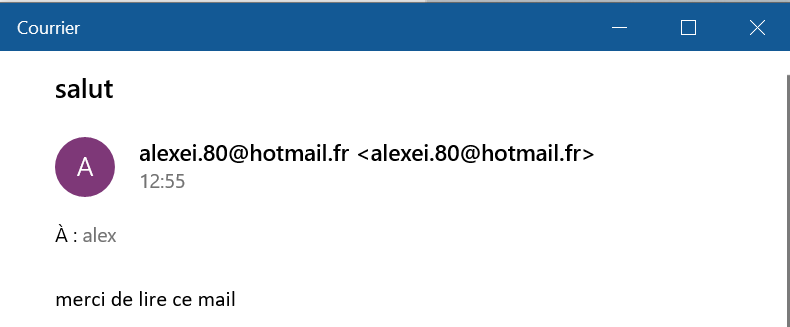 Courrier
salut
A
alexei.80@hotmail.fr <alexei.80@hotmail.fr>
12:55
À : alex
merci de lire ce mail